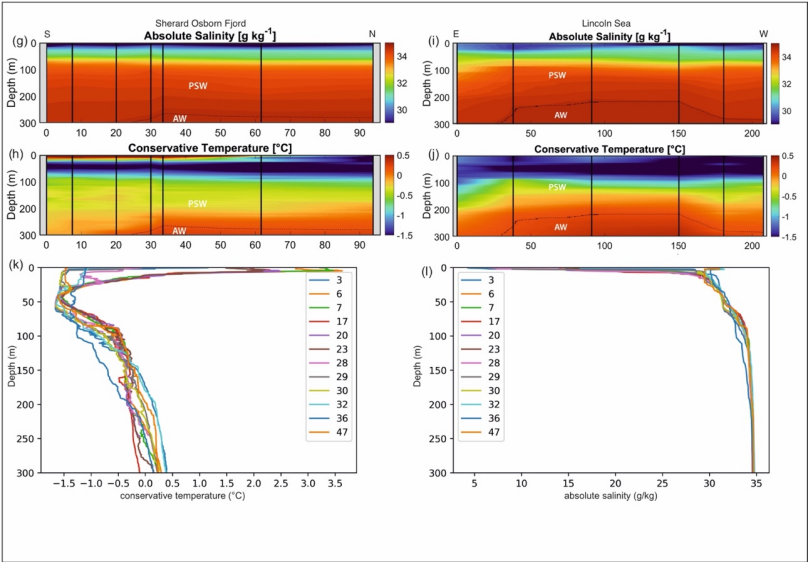 Sherard Osborn Fjord
Lincoln Sea
(g) S Absolute Salinity [g kg⁻¹] N
Depth (m)
0
100
200
300
PSW
AW
0 10 20 30 40 50 60 70 80 90
34
32
30
(i) E Absolute Salinity [g kg⁻¹] W
Depth (m)
0
100
200
300
PSW
AW
0 50 100 150 200
34
32
30
(h) Conservative Temperature [°C]
Depth (m)
0
100
200
300
PSW
AW
0 10 20 30 40 50 60 70 80 90
0.5
0
-0.5
-1
-1.5
(j) Conservative Temperature [°C]
0
100
200
300
PSW
AW
0 50 100 150 200
0.5
0
-0.5
-1
-1.5
(k)
Depth (m)
0
50
100
150
200
250
300
−1.5 −1.0 −0.5 0.0 0.5 1.0 1.5 2.0 2.5 3.0 3.5
conservative temperature (°C)
3
6
7
17
20
23
28
29
30
32
36
47
(l)
Depth (m)
0
50
100
150
200
250
300
5 10 15 20 25 30 35
absolute salinity (g/kg)
3
6
7
17
20
23
28
29
30
32
36
47